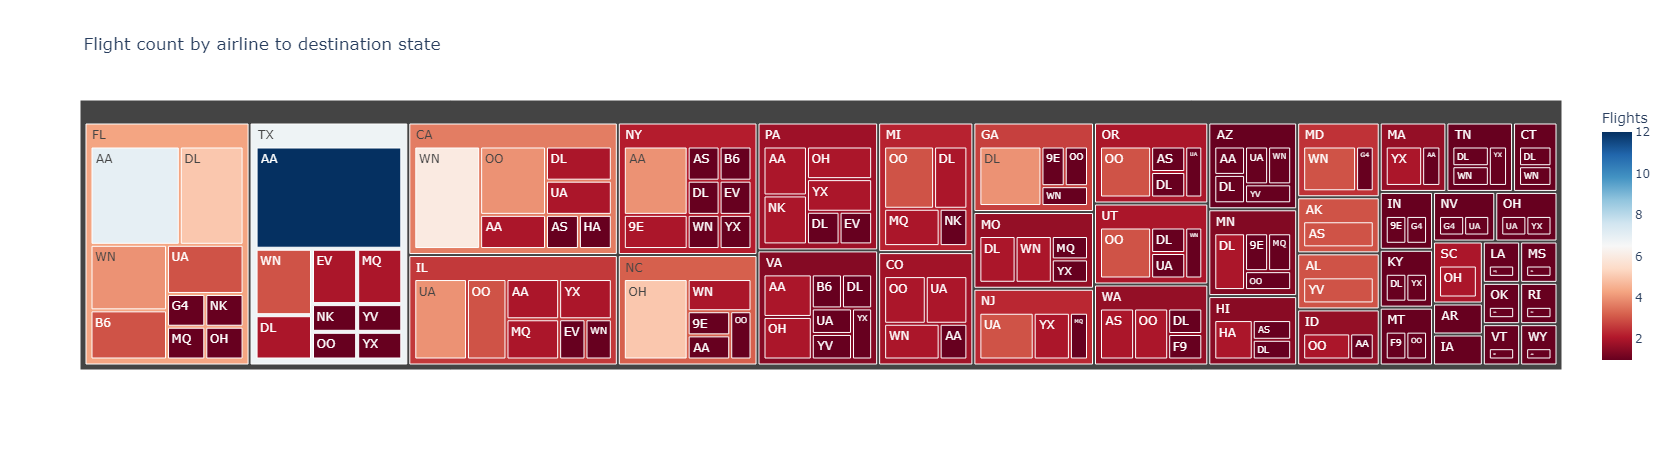 Flight count by airline to destination state
FL
AA
DL
WN
UA
B6
G4
NK
MQ
OH
TX
AA
WN
EV
MQ
DL
NK
YV
OO
YX
CA
WN
OO
DL
UA
AA
AS
HA
IL
UA
OO
AA
YX
MQ
EV
WN
NY
AA
AS
B6
DL
EV
9E
WN
YX
NC
OH
WN
9E
OO
AA
PA
AA
OH
YX
NK
DL
EV
VA
AA
B6
DL
OH
UA
YX
YV
MI
OO
DL
MQ
NK
CO
OO
UA
WN
AA
GA
DL
9E
OO
WN
MO
DL
WN
MQ
YX
NJ
UA
YX
MQ
OR
OO
AS
UA
DL
UT
OO
DL
WN
UA
WA
AS
OO
DL
F9
AZ
AA
UA
WN
DL
YV
MN
DL
9E
MQ
OO
HI
HA
AS
DL
MD
WN
G4
AK
AS
AL
YV
ID
OO
AA
MA
YX
AA
TN
DL
YX
WN
CT
DL
WN
IN
9E
G4
NV
G4
UA
OH
UA
YX
KY
DL
YX
SC
OH
LA
MS
OK
RI
MT
F9
OO
AR
IA
VT
WY
Flights
12
10
8
6
4
2